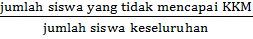 jumlah siswa yang tidak mencapai KKM
jumlah siswa keseluruhan